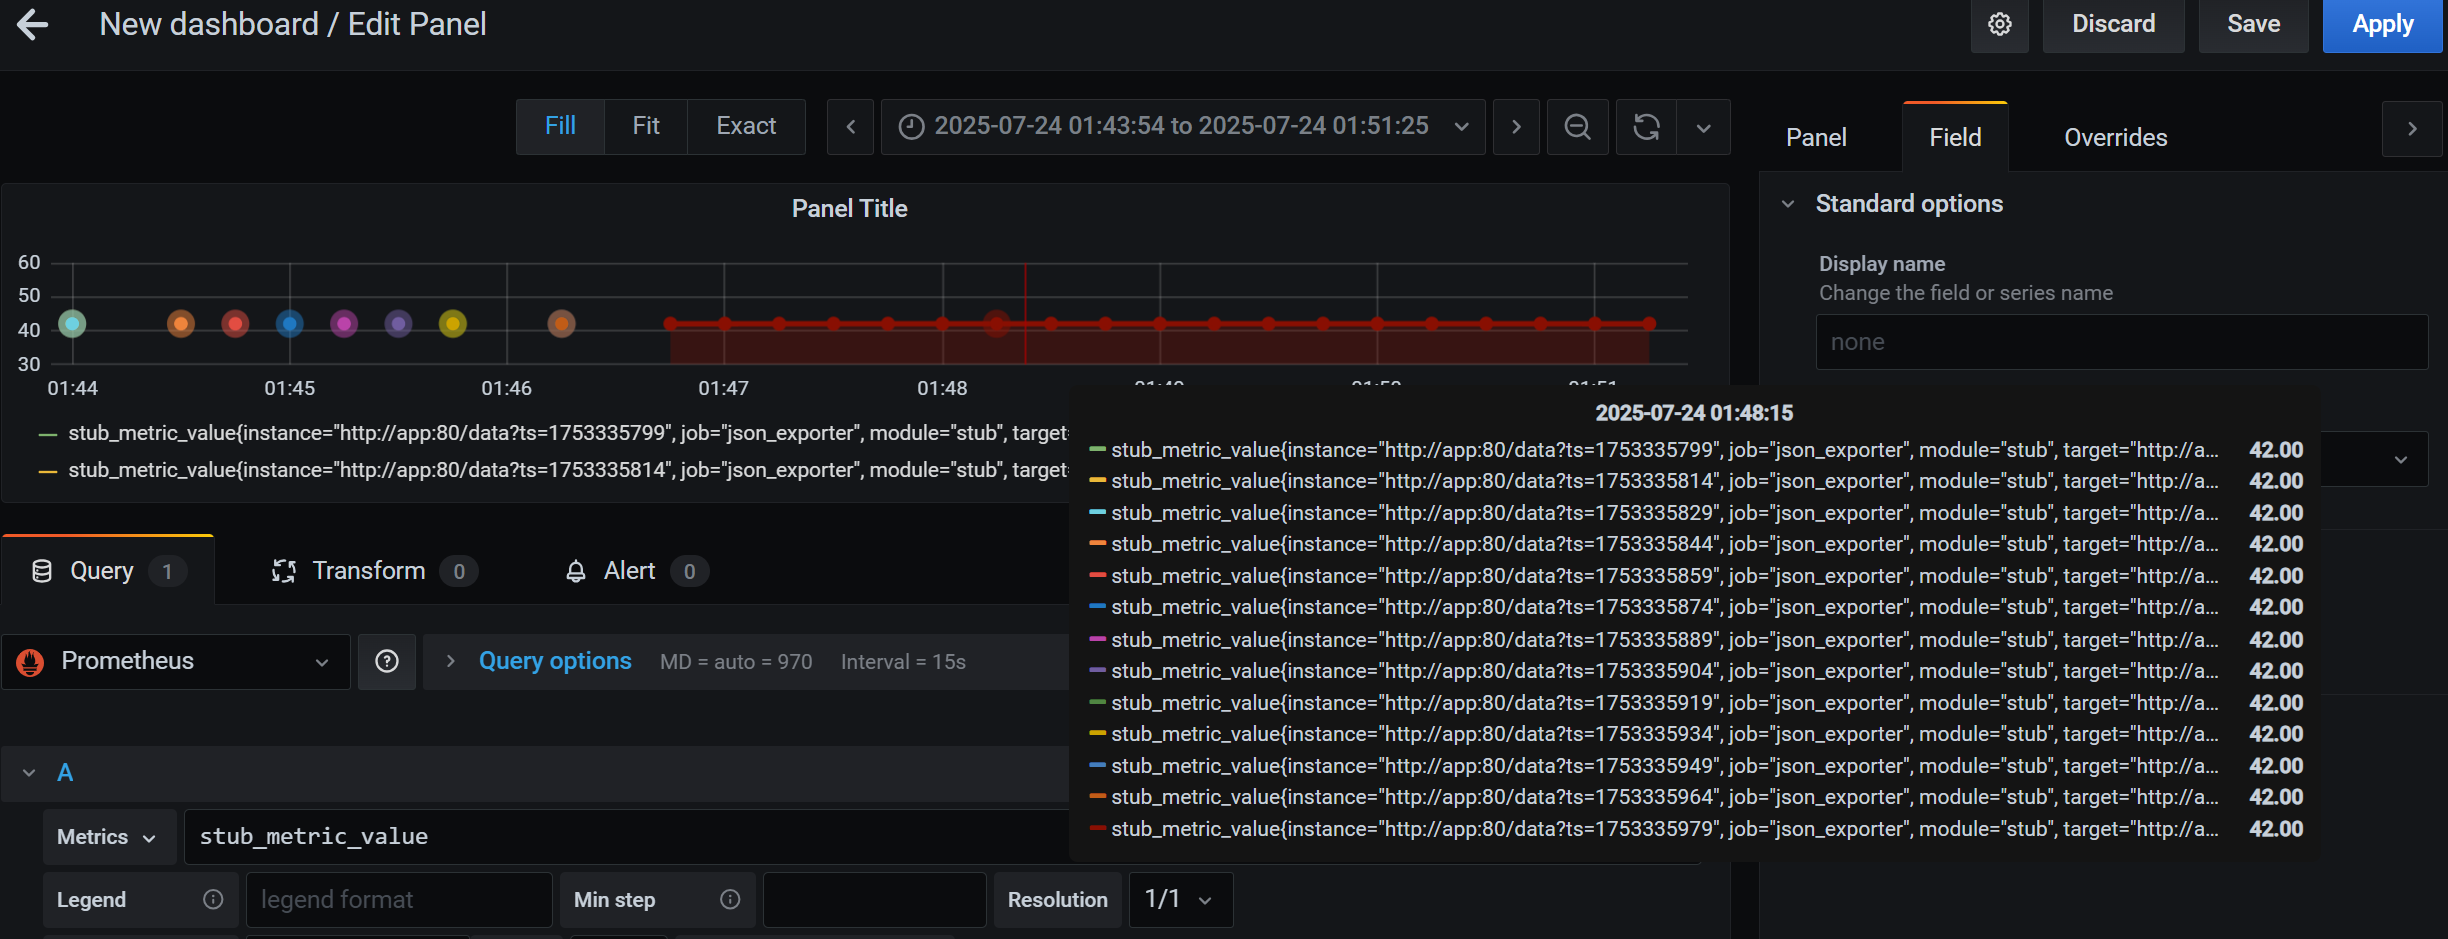 New dashboard / Edit Panel
Discard
Save
Apply
Fill
Fit
Exact
2025-07-24 01:43:54 to 2025-07-24 01:51:25
Panel
Field
Overrides
Standard options
Display name
Change the field or series name
none
Panel Title
60
50
40
30
01:44
01:45
01:46
01:47
01:48
stub_metric_value{instance="http://app:80/data?ts=1753335799", job="json_exporter", module="stub", target=
stub_metric_value{instance="http://app:80/data?ts=1753335814", job="json_exporter", module="stub", target=
2025-07-24 01:48:15
stub_metric_value{instance="http://app:80/data?ts=1753335799", job="json_exporter", module="stub", target="http://a... 42.00
stub_metric_value{instance="http://app:80/data?ts=1753335814", job="json_exporter", module="stub", target="http://a... 42.00
stub_metric_value{instance="http://app:80/data?ts=1753335829", job="json_exporter", module="stub", target="http://a... 42.00
stub_metric_value{instance="http://app:80/data?ts=1753335844", job="json_exporter", module="stub", target="http://a... 42.00
stub_metric_value{instance="http://app:80/data?ts=1753335859", job="json_exporter", module="stub", target="http://a... 42.00
stub_metric_value{instance="http://app:80/data?ts=1753335874", job="json_exporter", module="stub", target="http://a... 42.00
stub_metric_value{instance="http://app:80/data?ts=1753335889", job="json_exporter", module="stub", target="http://a... 42.00
stub_metric_value{instance="http://app:80/data?ts=1753335904", job="json_exporter", module="stub", target="http://a... 42.00
stub_metric_value{instance="http://app:80/data?ts=1753335919", job="json_exporter", module="stub", target="http://a... 42.00
stub_metric_value{instance="http://app:80/data?ts=1753335934", job="json_exporter", module="stub", target="http://a... 42.00
stub_metric_value{instance="http://app:80/data?ts=1753335949", job="json_exporter", module="stub", target="http://a... 42.00
stub_metric_value{instance="http://app:80/data?ts=1753335964", job="json_exporter", module="stub", target="http://a... 42.00
stub_metric_value{instance="http://app:80/data?ts=1753335979", job="json_exporter", module="stub", target="http://a... 42.00
Query 1
Transform 0
Alert 0
Prometheus
Query options
MD = auto = 970
Interval = 15s
A
Metrics
stub_metric_value
Legend
legend format
Min step
Resolution
1/1